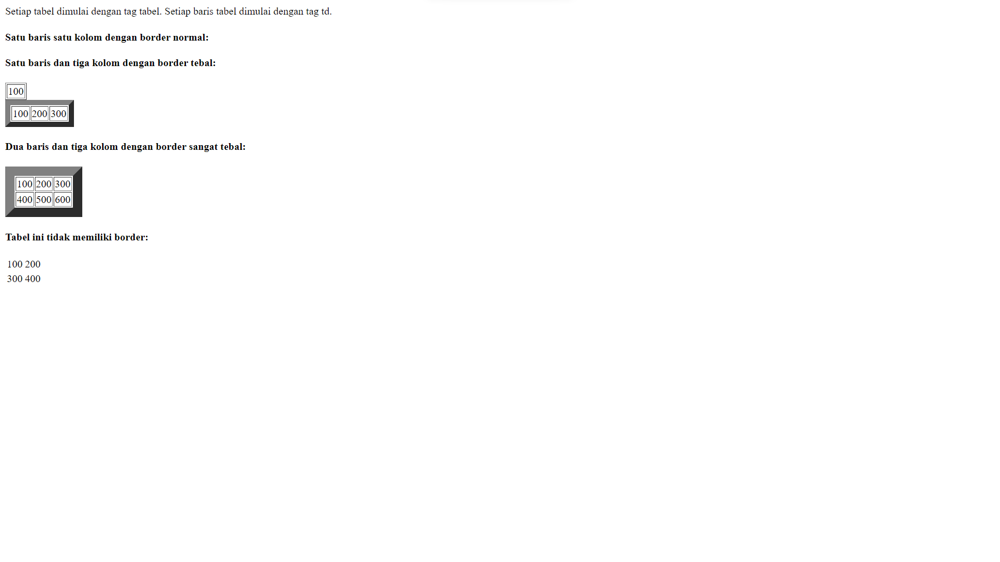 Setiap tabel dimulai dengan tag tabel. Setiap baris tabel dimulai dengan tag td.
Satu baris satu kolom dengan border normal:
Satu baris dan tiga kolom dengan border tebal:
100
100 200 300
Dua baris dan tiga kolom dengan border sangat tebal:
100 200 300
400 500 600
Tabel ini tidak memiliki border:
100 200
300 400